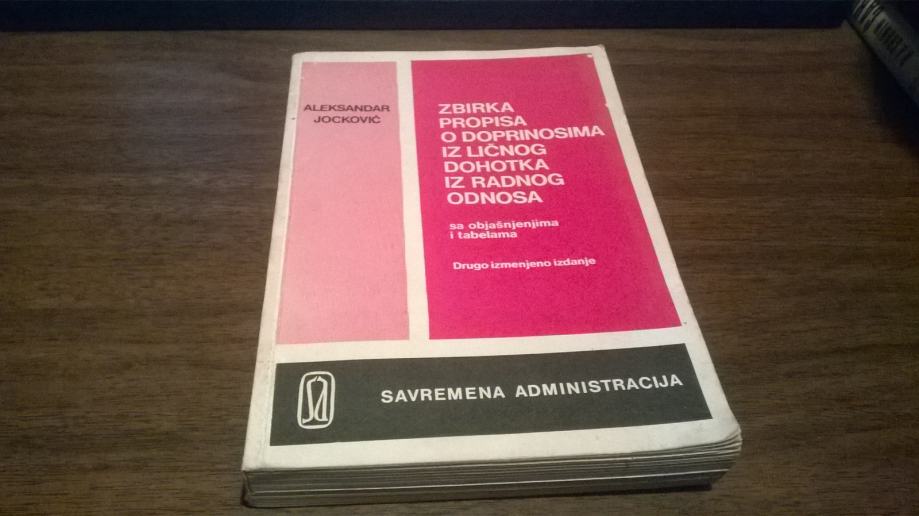 ALEKSANDAR
JOCKOVIĆ
ZBIRKA
PROPISA
O DOPRINOSIMA
IZ LIČNOG
DOHOTKA
IZ RADNOG
ODNOSA
sa objašnjenjima
i tabelama
Drugo izmenjeno izdanje
SAVREMENA ADMINISTRACIJA